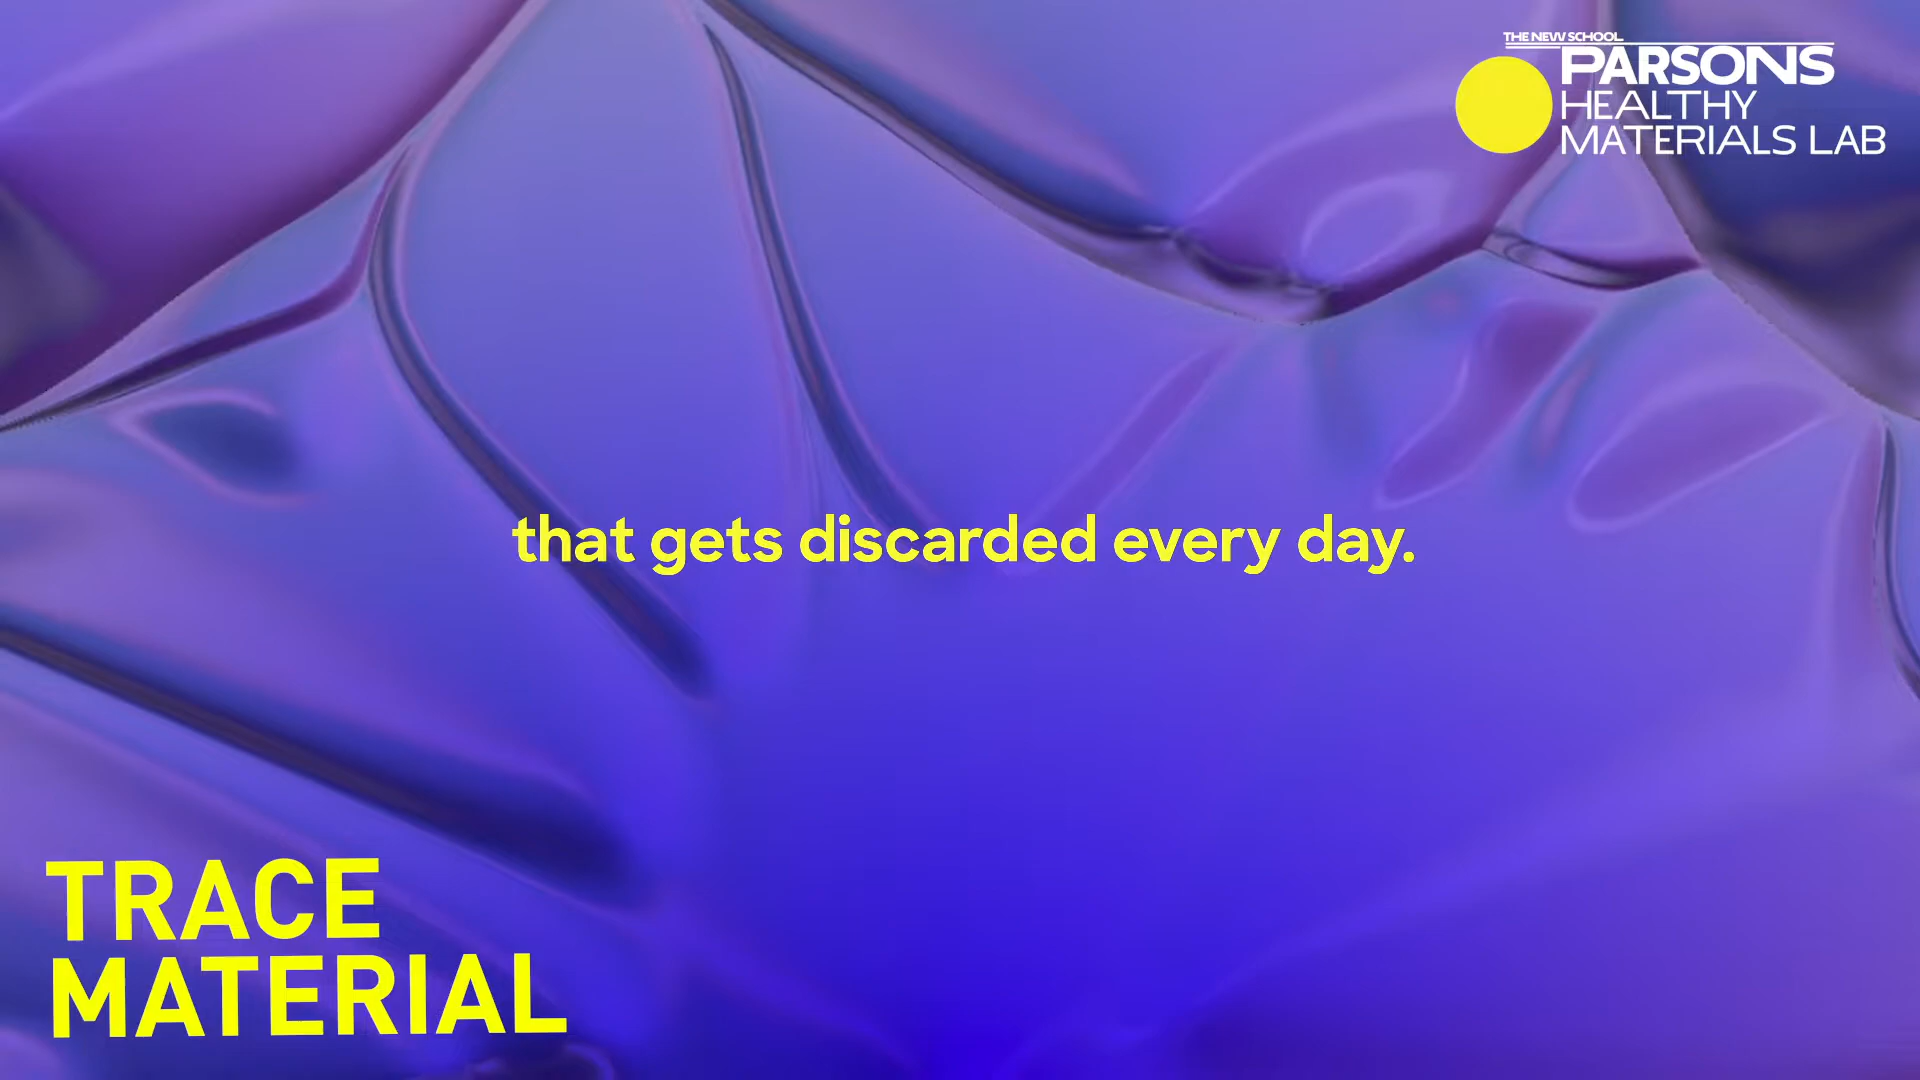 THE NEW SCHOOL
PARSONS
HEALTHY
MATERIALS LAB
that gets discarded every day.
TRACE
MATERIAL